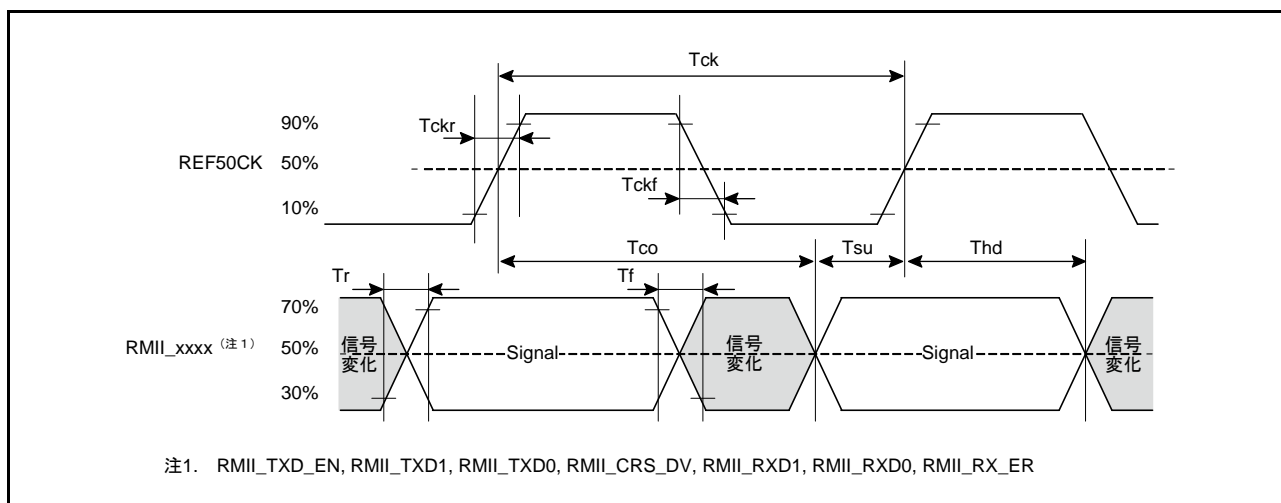 Tck
90%
Tckr
REF50CK
50%
Tckf
10%
Tco
Tsu
Thd
Tr
Tf
70%
RMII_xxxx（注1）
50%
信号
変化
Signal
信号
変化
Signal
信号
変化
30%
注1. RMII_TXD_EN, RMII_TXD1, RMII_TXD0, RMII_CRS_DV, RMII_RXD1, RMII_RXD0, RMII_RX_ER